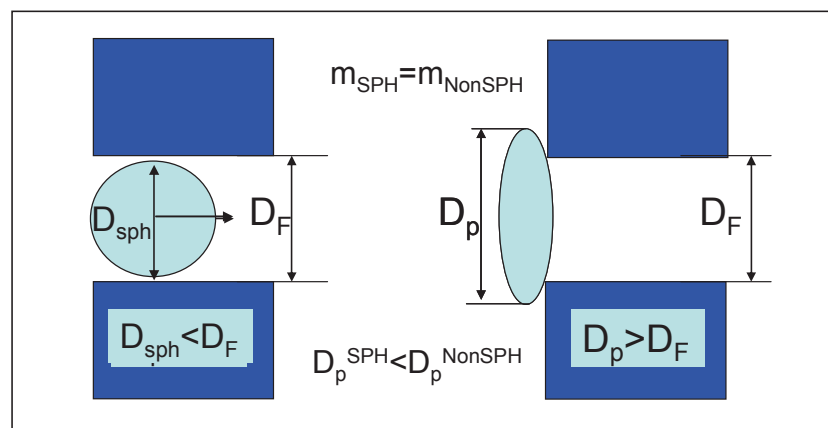 m_SPH=m_NonSPH
D_sph
D_F
D_p
D_F
D_sph<D_F
D_p^SPH<D_p^NonSPH
D_p>D_F